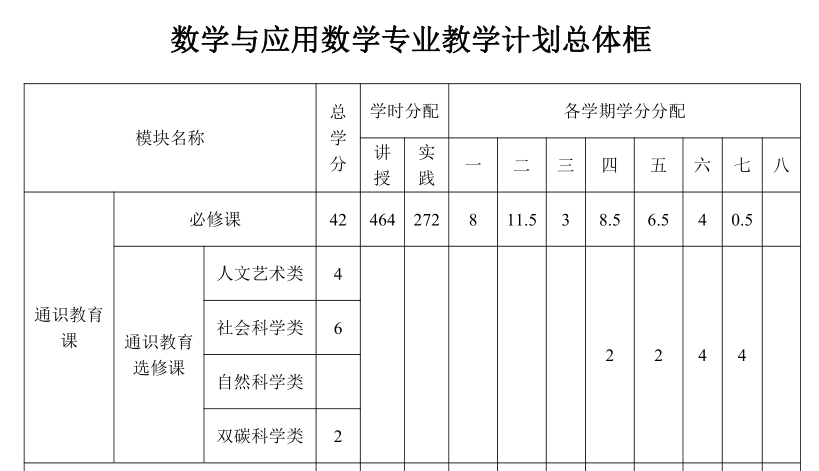 数学与应用数学专业教学计划总体框
模块名称 总学分 学时分配 各学期学分分配
讲授 实践 一 二 三 四 五 六 七 八
通识教育课 必修课 42 464 272 8 11.5 3 8.5 6.5 4 0.5
通识教育选修课 人文艺术类 4
社会科学类 6
2 2 4 4
自然科学类
双碳科学类 2